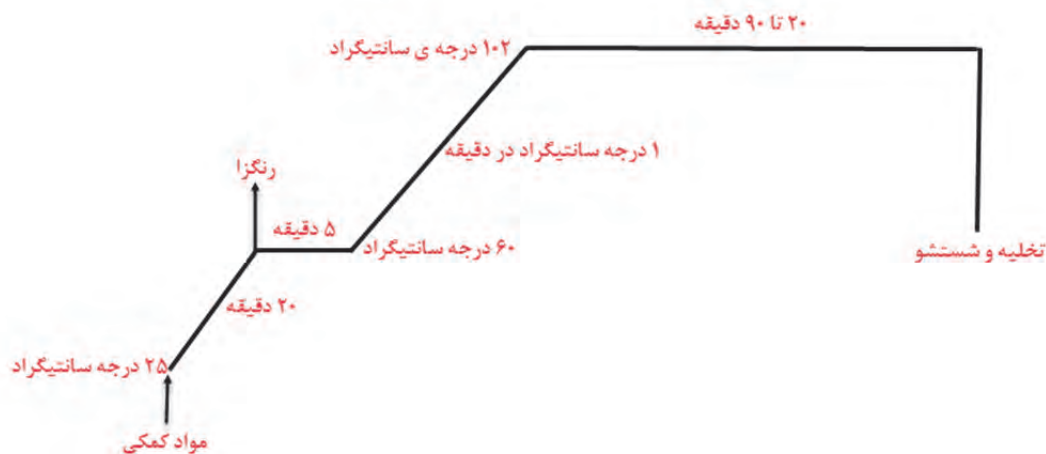 ۲۰ تا ۹۰ دقیقه
۱۰۲ درجه ی سانتیگراد
۱ درجه سانتیگراد در دقیقه
رنگزا
۵ دقیقه
۶۰ درجه سانتیگراد
تخلیه و شستشو
۲۰ دقیقه
۲۵ درجه سانتیگراد
مواد کمکی